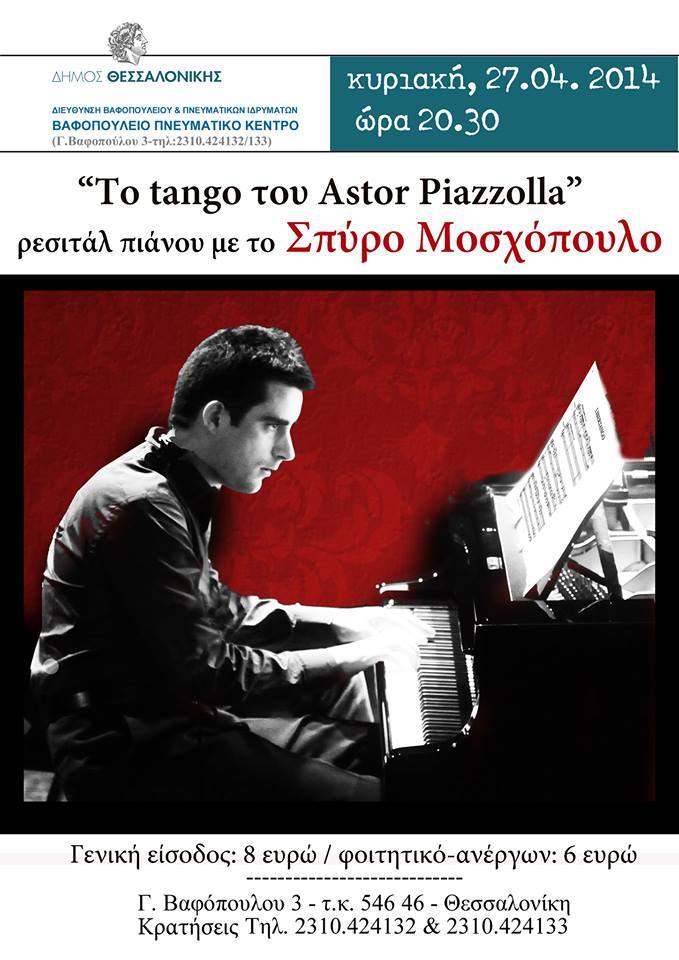 ΔΗΜΟΣ ΘΕΣΣΑΛΟΝΙΚΗΣ
ΔΙΕΥΘΥΝΣΗ ΒΑΦΟΠΟΥΛΕΙΟΥ & ΠΝΕΥΜΑΤΙΚΩΝ ΙΔΡΥΜΑΤΩΝ
ΒΑΦΟΠΟΥΛΕΙΟ ΠΝΕΥΜΑΤΙΚΟ ΚΕΝΤΡΟ
(Γ.Βαφοπούλου 3-τηλ:2310.424132/133)
κυριακή, 27.04. 2014
ώρα 20.30
“Το tango του Astor Piazzolla”
ρεσιτάλ πιάνου με το Σπύρο Μοσχόπουλο
Γενική είσοδος: 8 ευρώ / φοιτητικό-ανέργων: 6 ευρώ
----------------------------
Γ. Βαφόπουλου 3 - τ.κ. 546 46 - Θεσσαλονίκη
Κρατήσεις Τηλ. 2310.424132 & 2310.424133